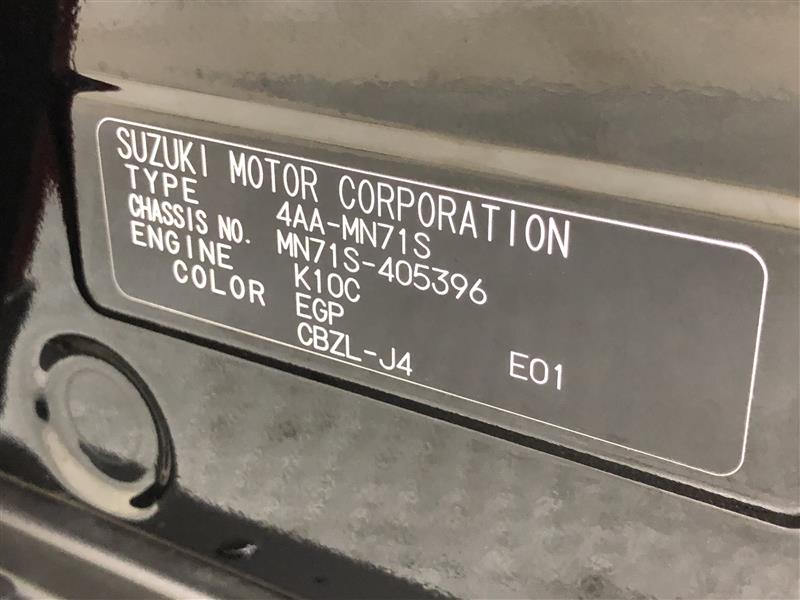 SUZUKI MOTOR CORPORATION
TYPE 4AA-MN71S
CHASSIS NO. MN71S-405396
ENGINE K10C
COLOR EGP
CBZL-J4 E01